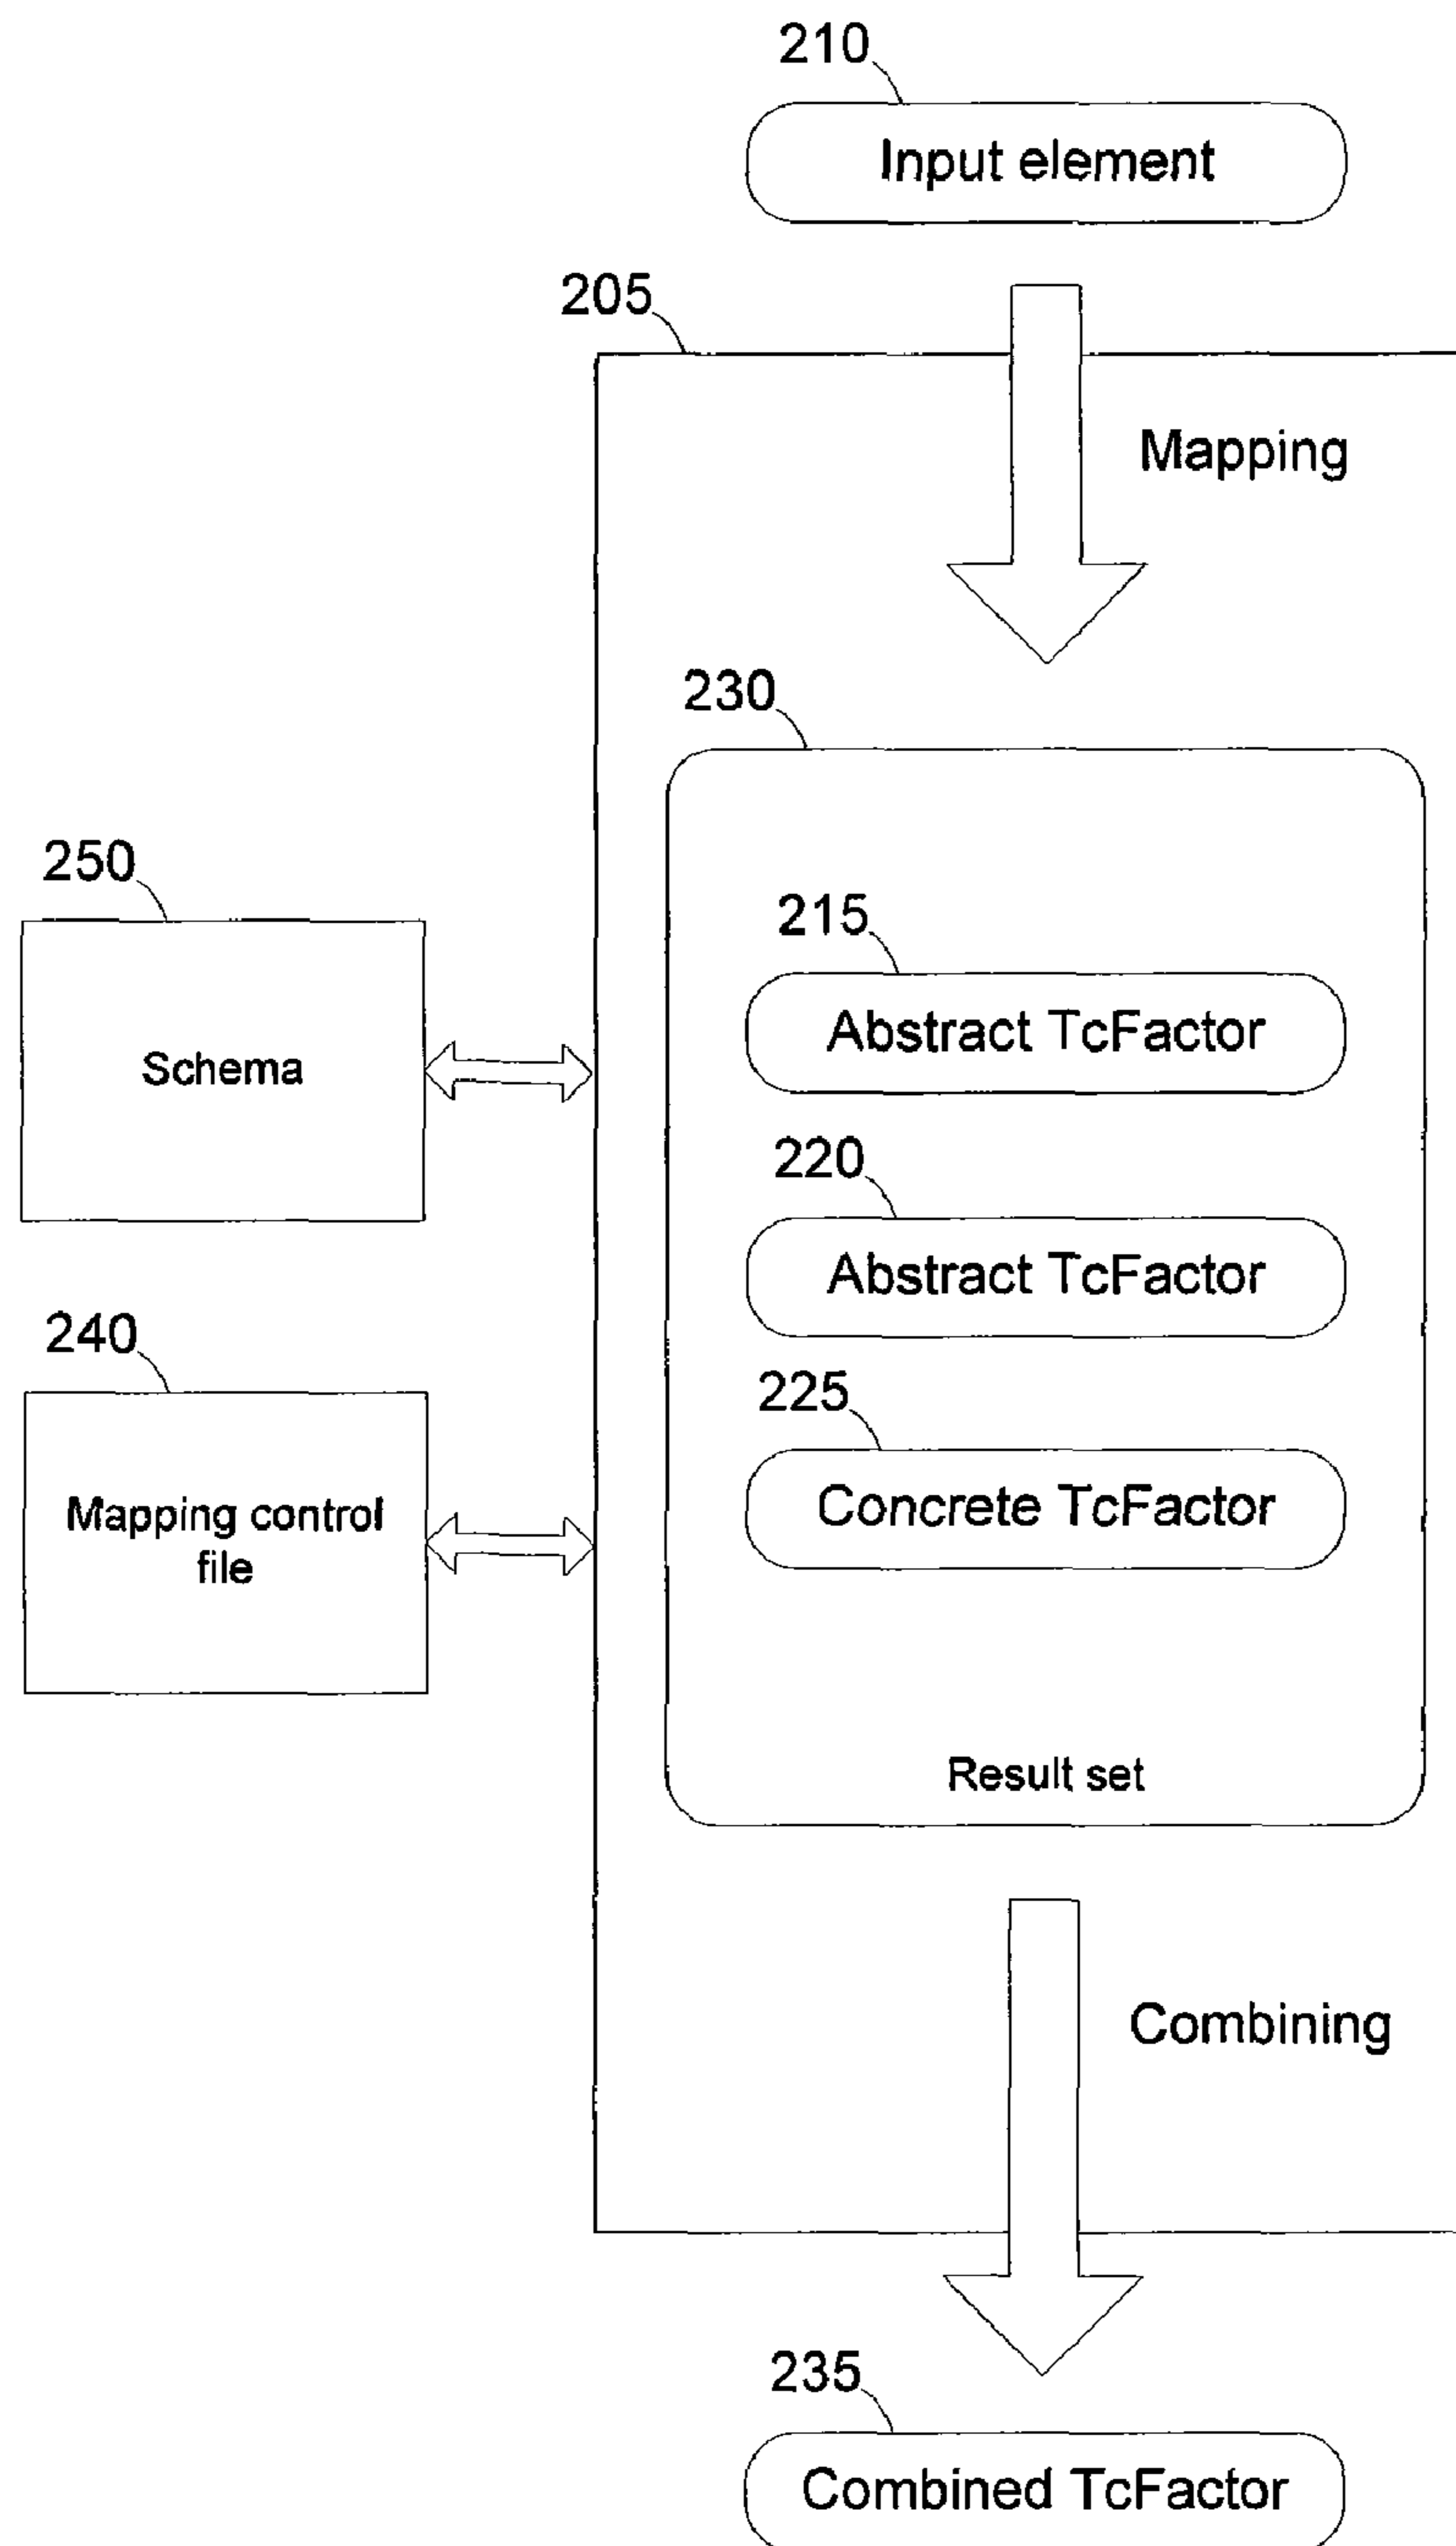 210
Input element
205
Mapping
230
250
215
Abstract TcFactor
Schema
220
Abstract TcFactor
240
225
Concrete TcFactor
Mapping control
file
Result set
Combining
235
Combined TcFactor